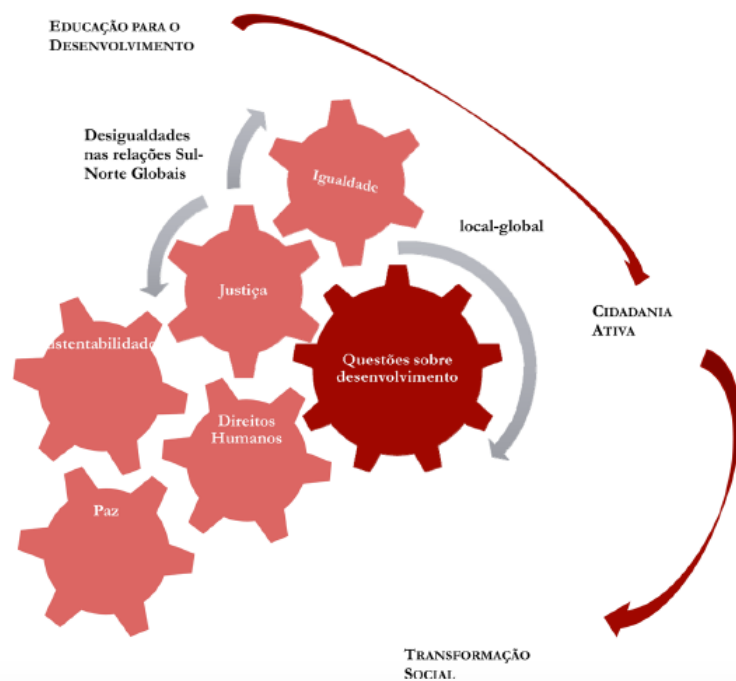 EDUCAÇÃO PARA O
DESENVOLVIMENTO
Desigualdades
nas relações Sul-
Norte Globais
Igualdade
local-global
Justiça
CIDADANIA
ATIVA
ustentabilidade
Questões sobre
desenvolvimento
Direitos
Humanos
Paz
TRANSFORMAÇÃO
SOCIAL